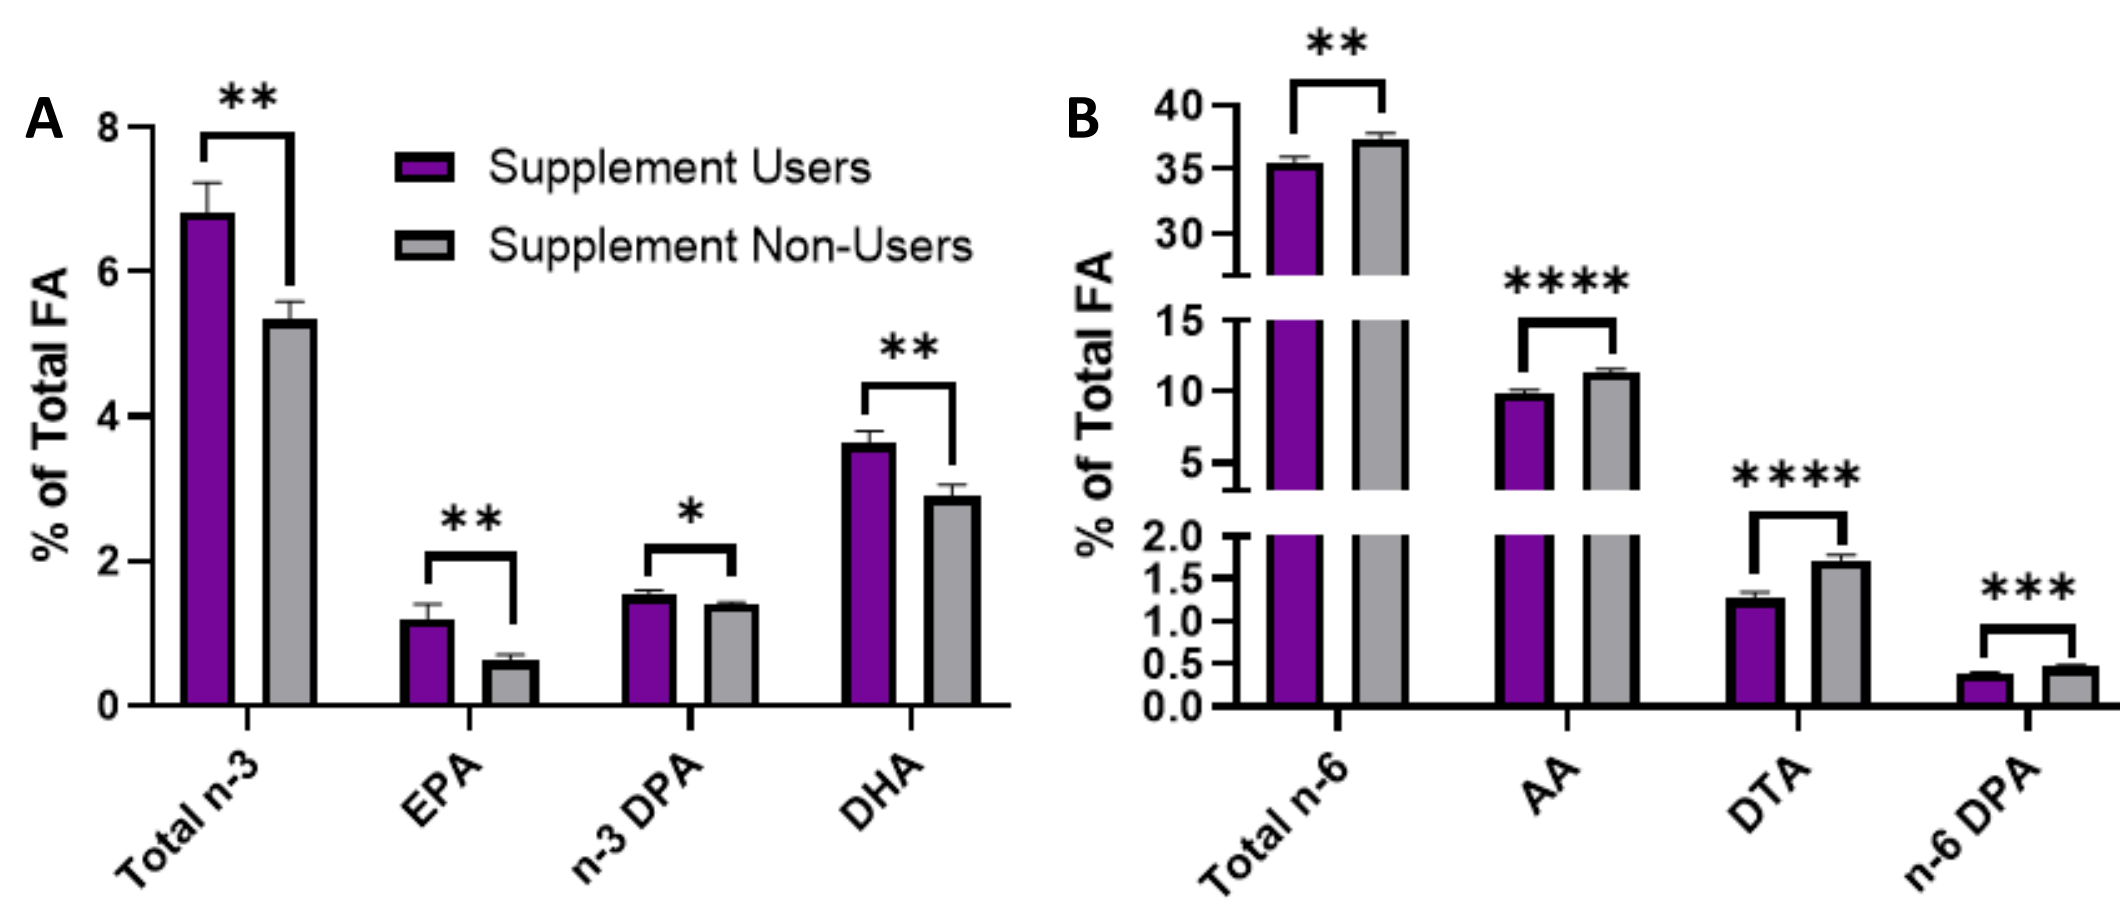 A
B
% of Total FA
8
6
4
2
0
**
**
*
**
Supplement Users
Supplement Non-Users
Total n-3
EPA
n-3 DPA
DHA
% of Total FA
40
35
30
15
10
5
2.0
1.5
1.0
0.5
0.0
**
****
****
***
Total n-6
AA
DTA
n-6 DPA